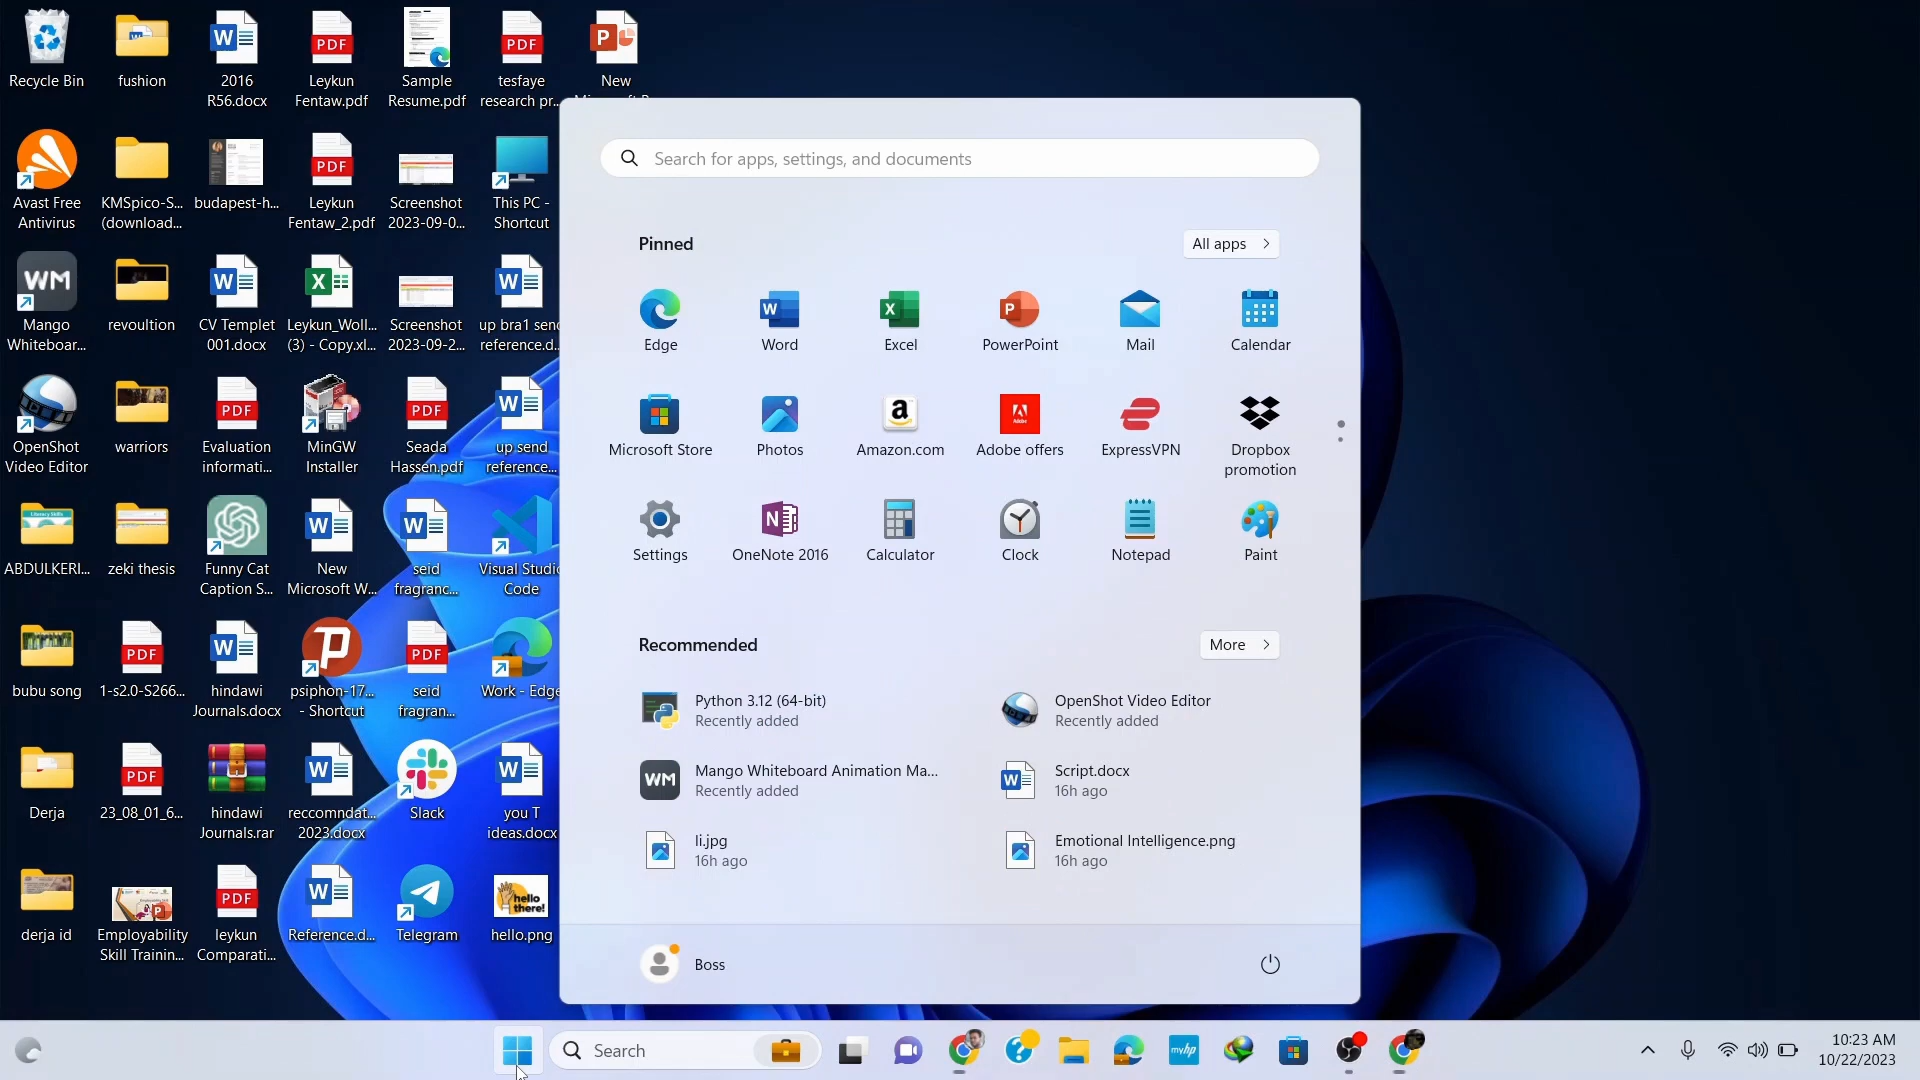 Recycle Bin
fushion
2016
R56.docx
Leykun
Fentaw.pdf
Sample
Resume.pdf
tesfaye
research pr...
New
Avast Free
Antivirus
KMSpico-S...
(download...
budapest-h...
Leykun
Fentaw_2.pdf
Screenshot
2023-09-0...
This PC -
Shortcut
Mango
Whiteboar...
revoultion
CV Templet
001.docx
Leykun_Woll...
(3) - Copy.xl...
Screenshot
2023-09-2...
up bra1 send
reference.d...
OpenShot
Video Editor
warriors
Evaluation
informati...
MinGW
Installer
Seada
Hassen.pdf
up send
reference...
ABDULKERI...
zeki thesis
Funny Cat
Caption S...
New
Microsoft W...
seid
fragranc...
Visual Studio
Code
bubu song
1-s2.0-S266...
hindawi
Journals.docx
psiphon-17...
- Shortcut
seid
fragran...
Work - Edge
Derja
23_08_01_6...
hindawi
Journals.rar
reccomndat...
2023.docx
Slack
you T
ideas.docx
derja id
Employability
Skill Trainin...
leykun
Comparati...
Reference.d...
Telegram
hello
there!
hello.png
Search for apps, settings, and documents
Pinned
All apps
Edge
Word
Excel
PowerPoint
Mail
Calendar
Microsoft Store
Photos
Amazon.com
Adobe offers
ExpressVPN
Dropbox
promotion
Settings
OneNote 2016
Calculator
Clock
Notepad
Paint
Recommended
More
Python 3.12 (64-bit)
Recently added
OpenShot Video Editor
Recently added
Mango Whiteboard Animation Ma...
Recently added
Script.docx
16h ago
li.jpg
16h ago
Emotional Intelligence.png
16h ago
Boss
Search
10:23 AM
10/22/2023